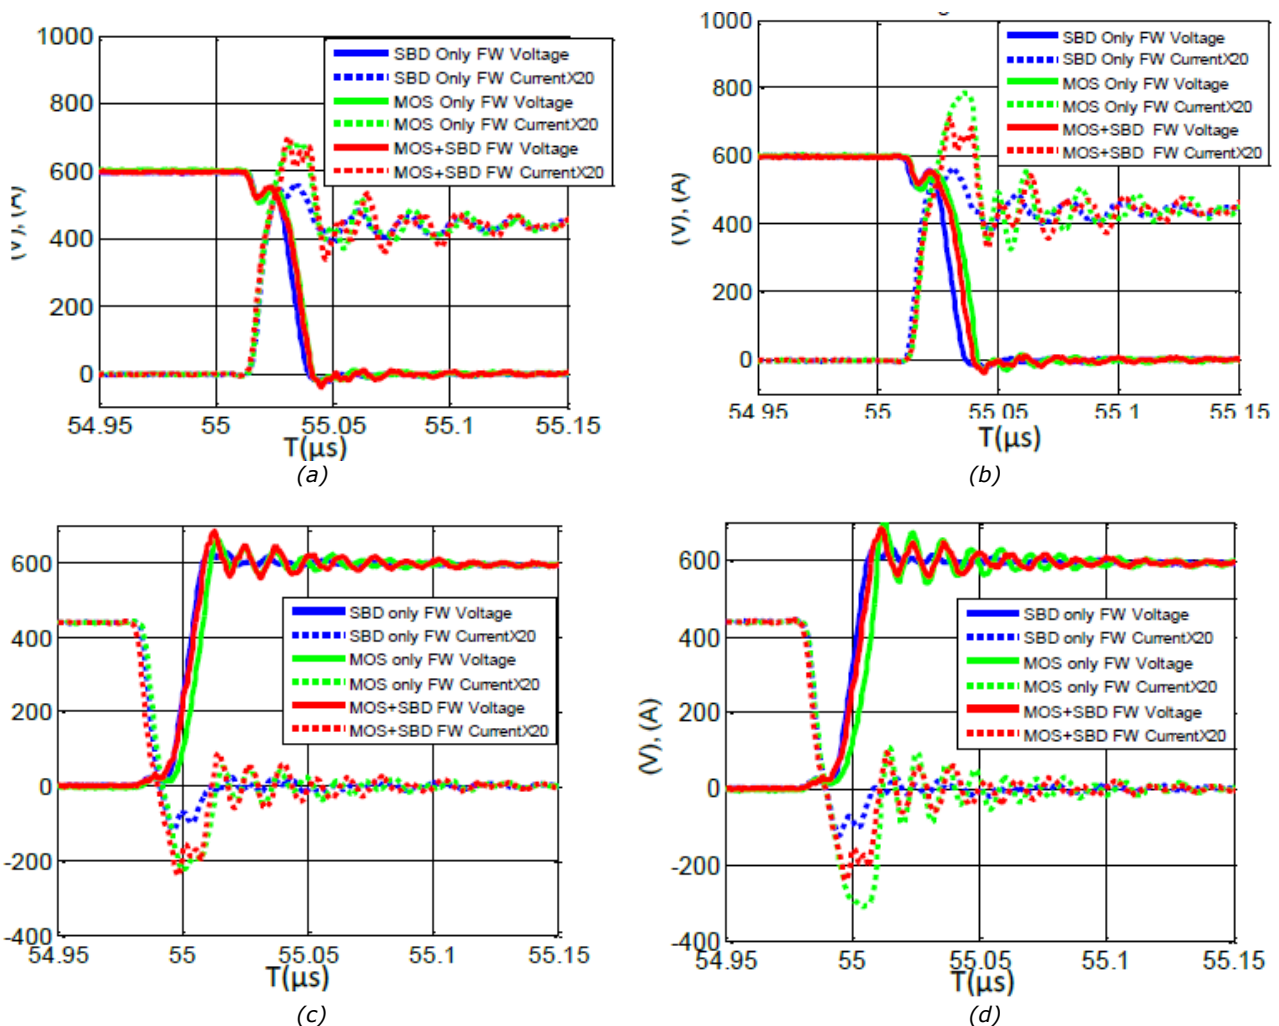 1000
800
600
400
200
0
(V), (A)
SBD Only FW Voltage
SBD Only FW CurrentX20
MOS Only FW Voltage
MOS Only FW CurrentX20
MOS+SBD FW Voltage
MOS+SBD FW CurrentX20
54.95
55
55.05
55.1
55.15
T(μs)
(a)
1000
800
600
400
200
0
(V), (A)
SBD Only FW Voltage
SBD Only FW CurrentX20
MOS Only FW Voltage
MOS Only FW CurrentX20
MOS+SBD FW Voltage
MOS+SBD FW CurrentX20
54.95
55
55.05
55.1
55.15
T(μs)
(b)
600
400
200
0
-200
-400
SBD only FW Voltage
SBD only FW CurrentX20
MOS only FW Voltage
MOS only FW CurrentX20
MOS+SBD FW Voltage
MOS+SBD FW CurrentX20
54.95
55
55.05
55.1
55.15
T(μs)
(c)
600
400
200
0
-200
-400
(V), (A)
SBD only FW Voltage
SBD only FW CurrentX20
MOS only FW Voltage
MOS only FW CurrentX20
MOS+SBD FW Voltage
MOS+SBD FW CurrentX20
54.95
55
55.05
55.1
55.15
T(μs)
(d)